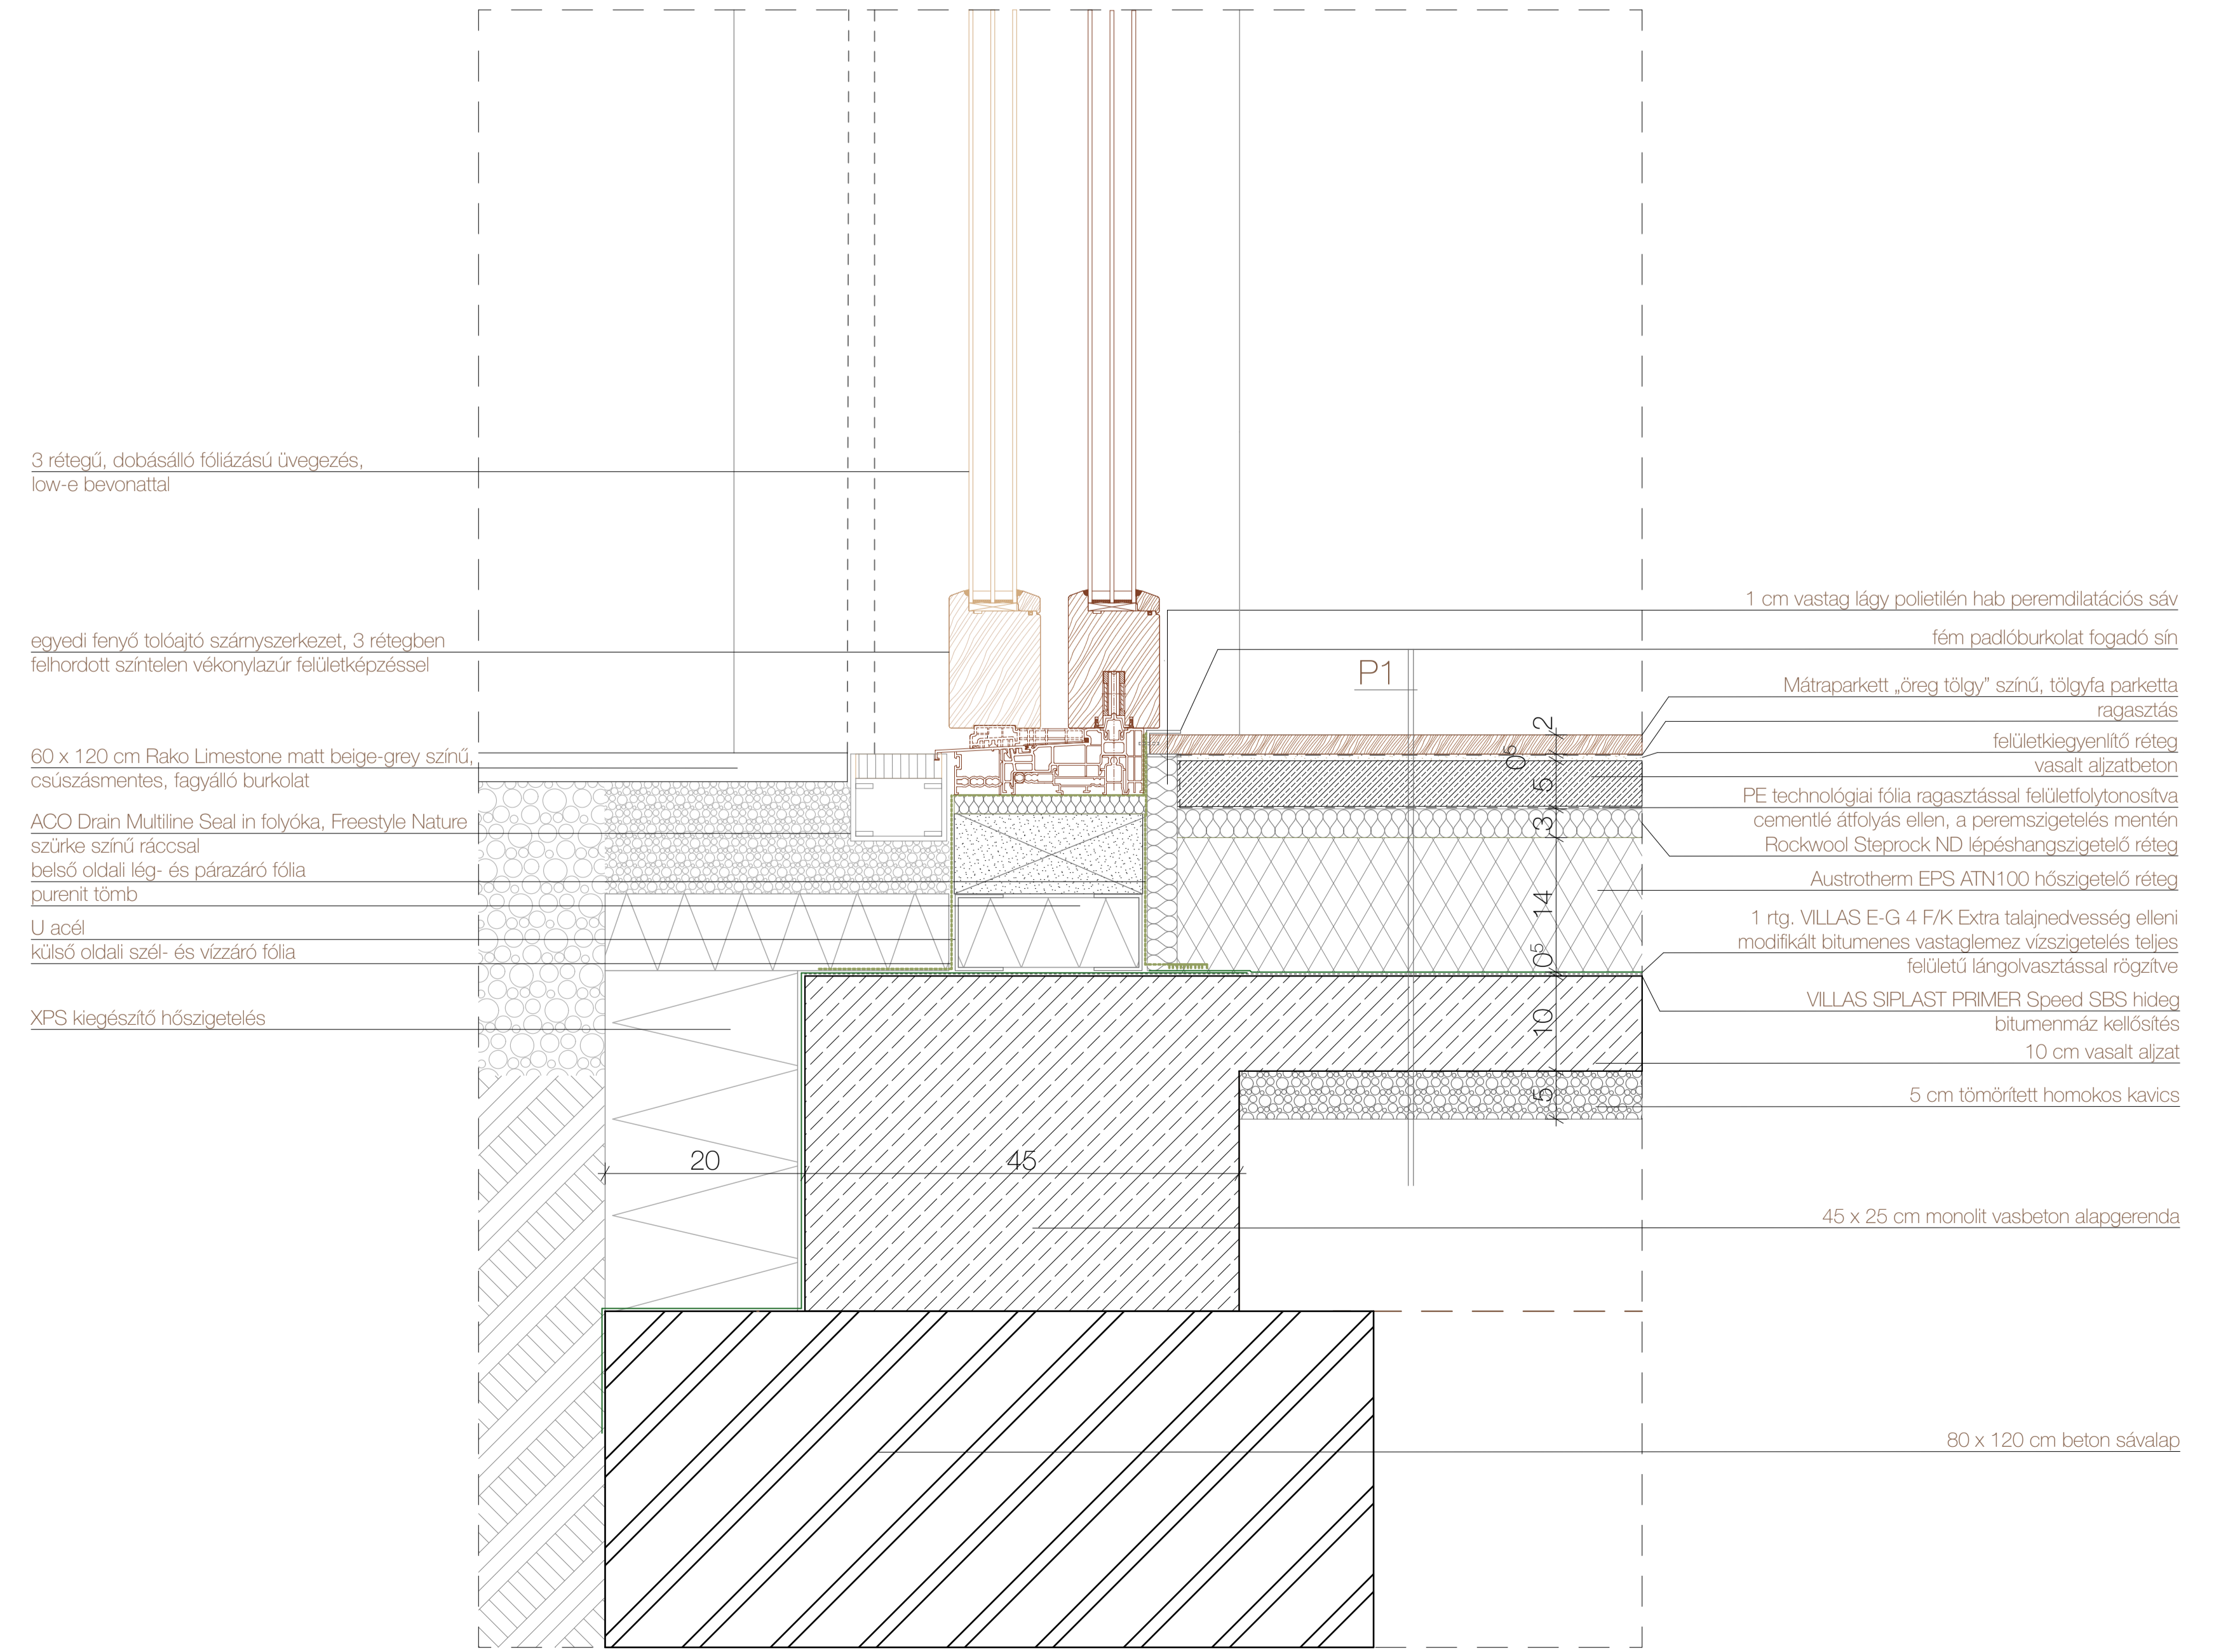 3 rétegű, dobásálló fóliázású üvegezés,
low-e bevonattal
egyedi fenyő tolóajtó szárnyszerkezet, 3 rétegben
felhordott színtelen vékonylazúr felületképzéssel
60 x 120 cm Rako Limestone matt beige-grey színű,
csúszásmentes, fagyálló burkolat
ACO Drain Multiline Seal in folyóka, Freestyle Nature
szürke színű ráccsal
belső oldali lég- és párazáró fólia
purenit tömb
U acél
külső oldali szél- és vízzáró fólia
XPS kiegészítő hőszigetelés
20
45
P1
2
0⁵
5
3
14
0⁵
10
5
1 cm vastag lágy polietilén hab peremdilatációs sáv
fém padlóburkolat fogadó sín
Mátraparkett „öreg tölgy” színű, tölgyfa parketta
ragasztás
felületkiegyenlítő réteg
vasalt aljzatbeton
PE technológiai fólia ragasztással felületfolytonosítva
cementlé átfolyás ellen, a peremszigetelés mentén
Rockwool Steprock ND lépéshangszigetelő réteg
Austrotherm EPS ATN100 hőszigetelő réteg
1 rtg. VILLAS E-G 4 F/K Extra talajnedvesség elleni
modifikált bitumenes vastaglemez vízszigetelés teljes
felületű lángolvasztással rögzítve
VILLAS SIPLAST PRIMER Speed SBS hideg
bitumenmáz kellősítés
10 cm vasalt aljzat
5 cm tömörített homokos kavics
45 x 25 cm monolit vasbeton alapgerenda
80 x 120 cm beton sávalap